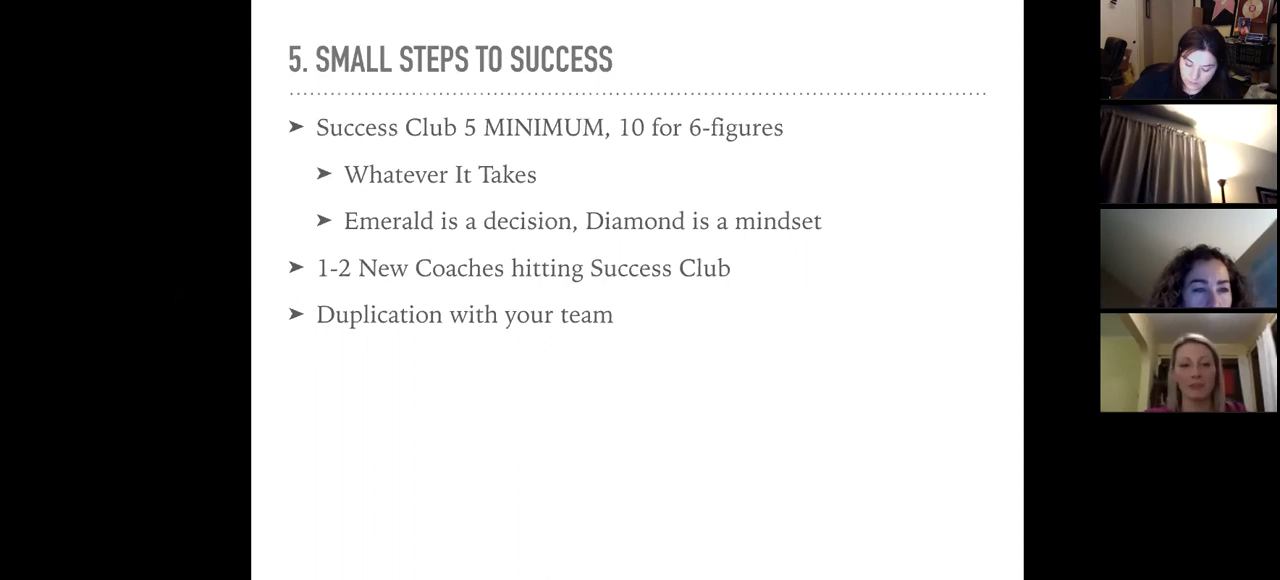 5. SMALL STEPS TO SUCCESS
➤ Success Club 5 MINIMUM, 10 for 6-figures
➤ Whatever It Takes
➤ Emerald is a decision, Diamond is a mindset
➤ 1-2 New Coaches hitting Success Club
➤ Duplication with your team